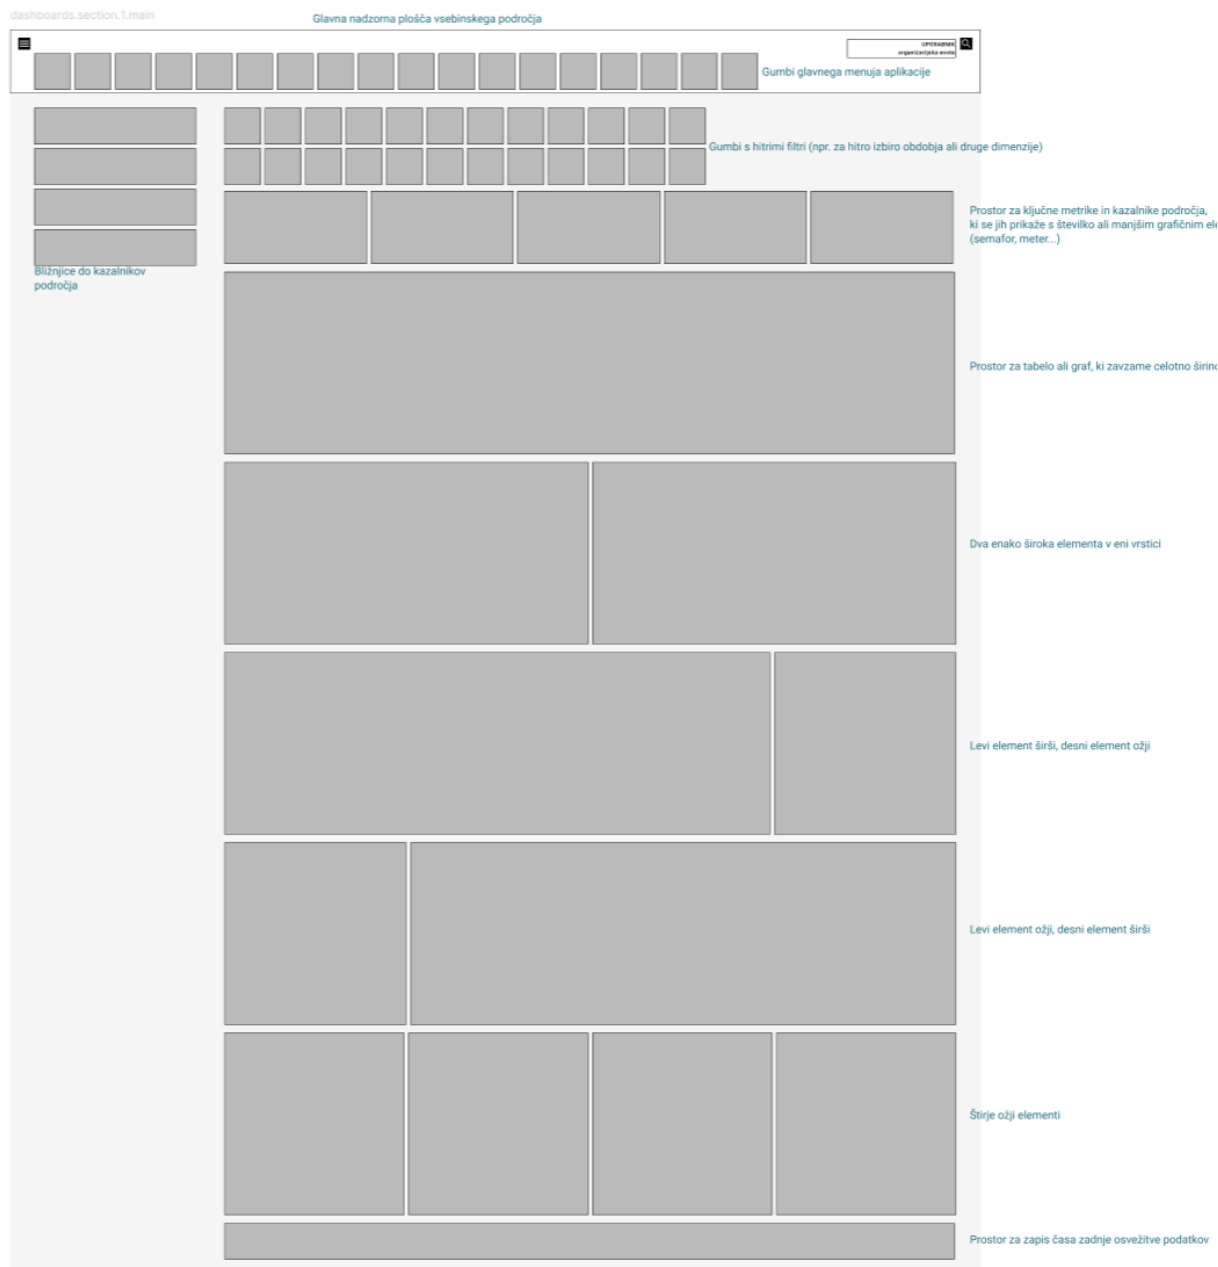 dashboards.section.1.main
Glavna nadzorna plošča vsebinskega področja
UPORABNIK
organizacijska enota
Gumbi glavnega menuja aplikacije
Gumbi s hitrimi filtri (npr. za hitro izbiro obdobja ali druge dimenzije)
Prostor za ključne metrike in kazalnike področja,
ki se jih prikaže s številko ali manjšim grafičnim
(semafor, meter...)
Bližnjice do kazalnikov
področja
Prostor za tabelo ali graf, ki zavzame celotno
Dva enako široka elementa v eni vrstici
Levi element širši, desni element ožji
Levi element ožji, desni element širši
Štirje ožji elementi
Prostor za zapis časa zadnje osvežitve podatkov